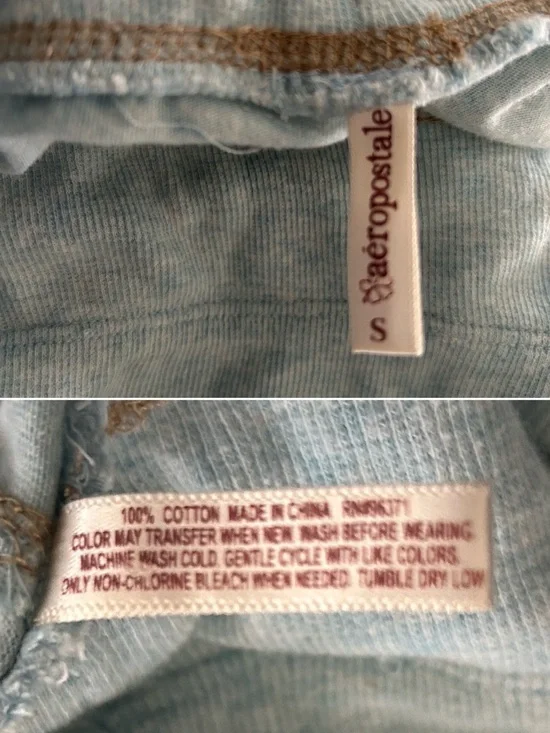 S aéropostale
100% COTTON MADE IN CHINA RN#96371
COLOR MAY TRANSFER WHEN NEW WASH BEFORE WEARING
MACHINE WASH COLD. GENTLE CYCLE WITH LIKE COLORS.
ONLY NON-CHLORINE BLEACH WHEN NEEDED. TUMBLE DRY LOW